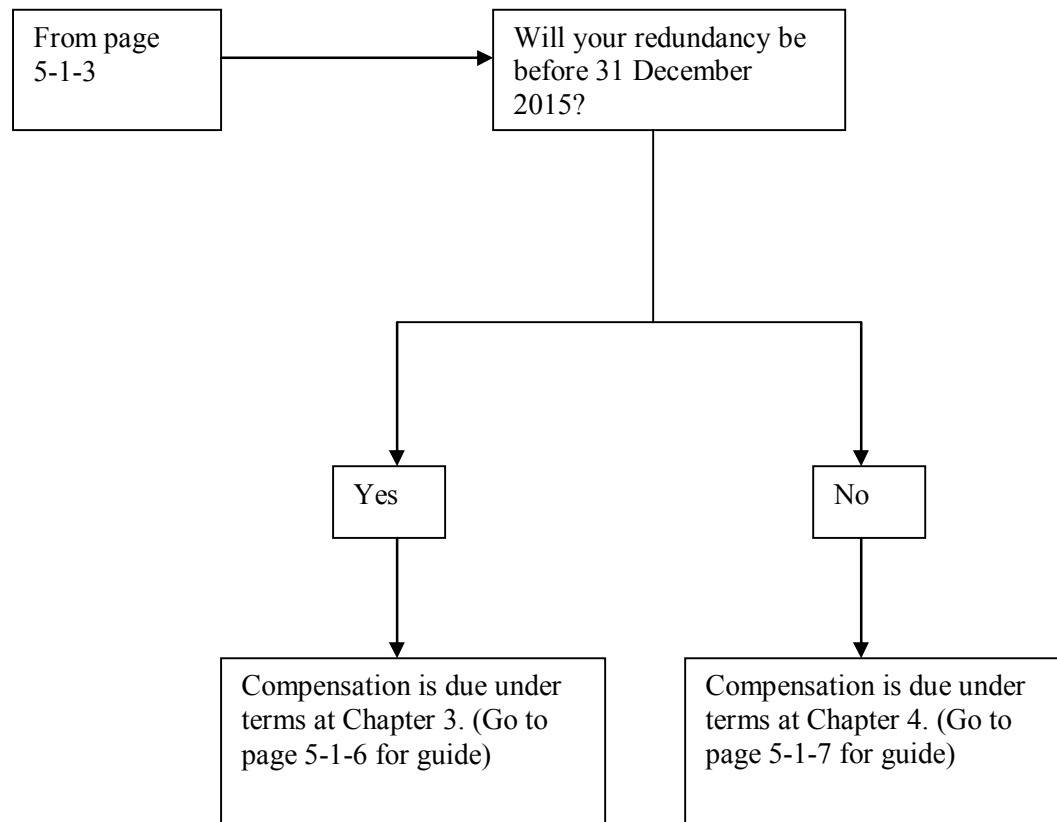 From page
5-1-3
Will your redundancy be
before 31 December
2015?
Yes
No
Compensation is due under
terms at Chapter 3. (Go to
page 5-1-6 for guide)
Compensation is due under
terms at Chapter 4. (Go to
page 5-1-7 for guide)